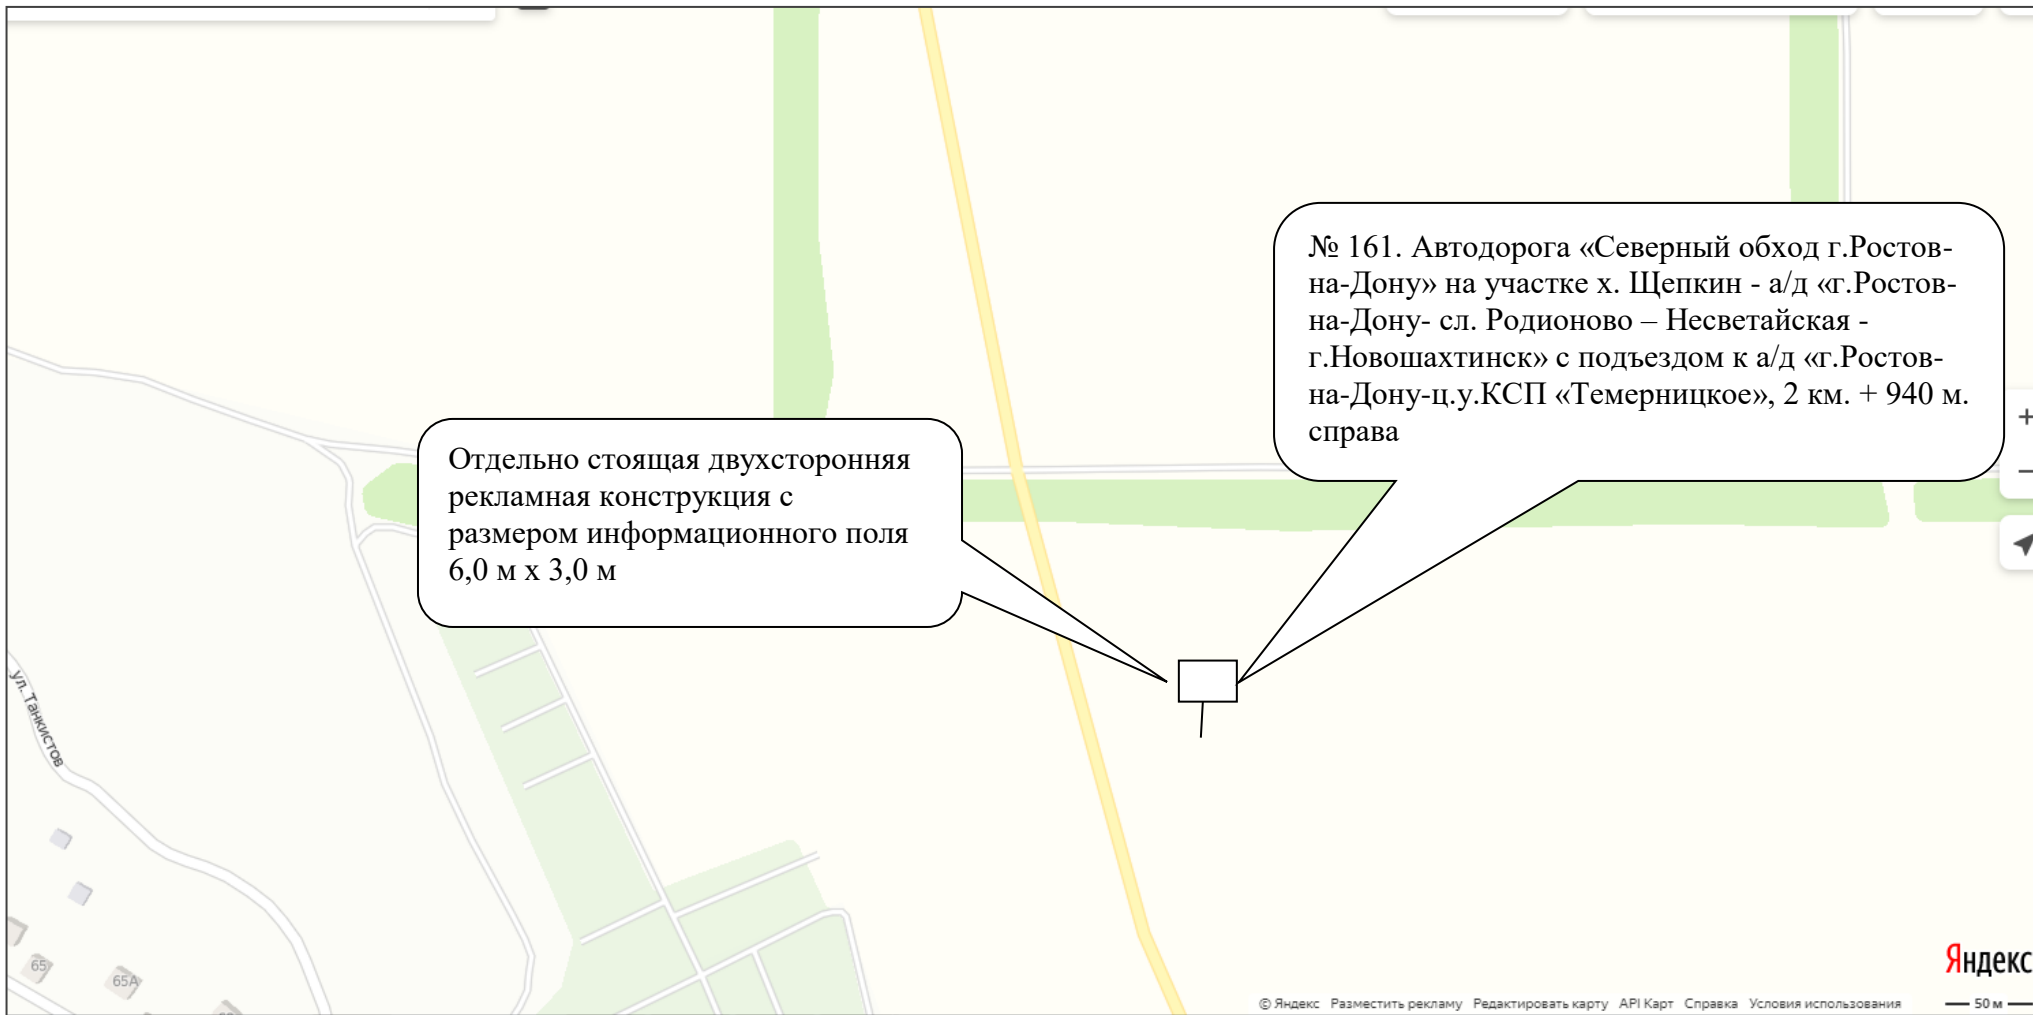 № 161. Автодорога «Северный обход г.Ростов-
на-Дону» на участке х. Щепкин - а/д «г.Ростов-
на-Дону- сл. Родионово – Несветайская -
г.Новошахтинск» с подъездом к а/д «г.Ростов-
на-Дону-ц.у.КСП «Темерницкое», 2 км. + 940 м.
справа
Отдельно стоящая двухсторонняя
рекламная конструкция с
размером информационного поля
6,0 м х 3,0 м
ул. Танкистов
65
65А
Яндекс
© Яндекс Разместить рекламу Редактировать карту API Карт Справка Условия использования
50 м